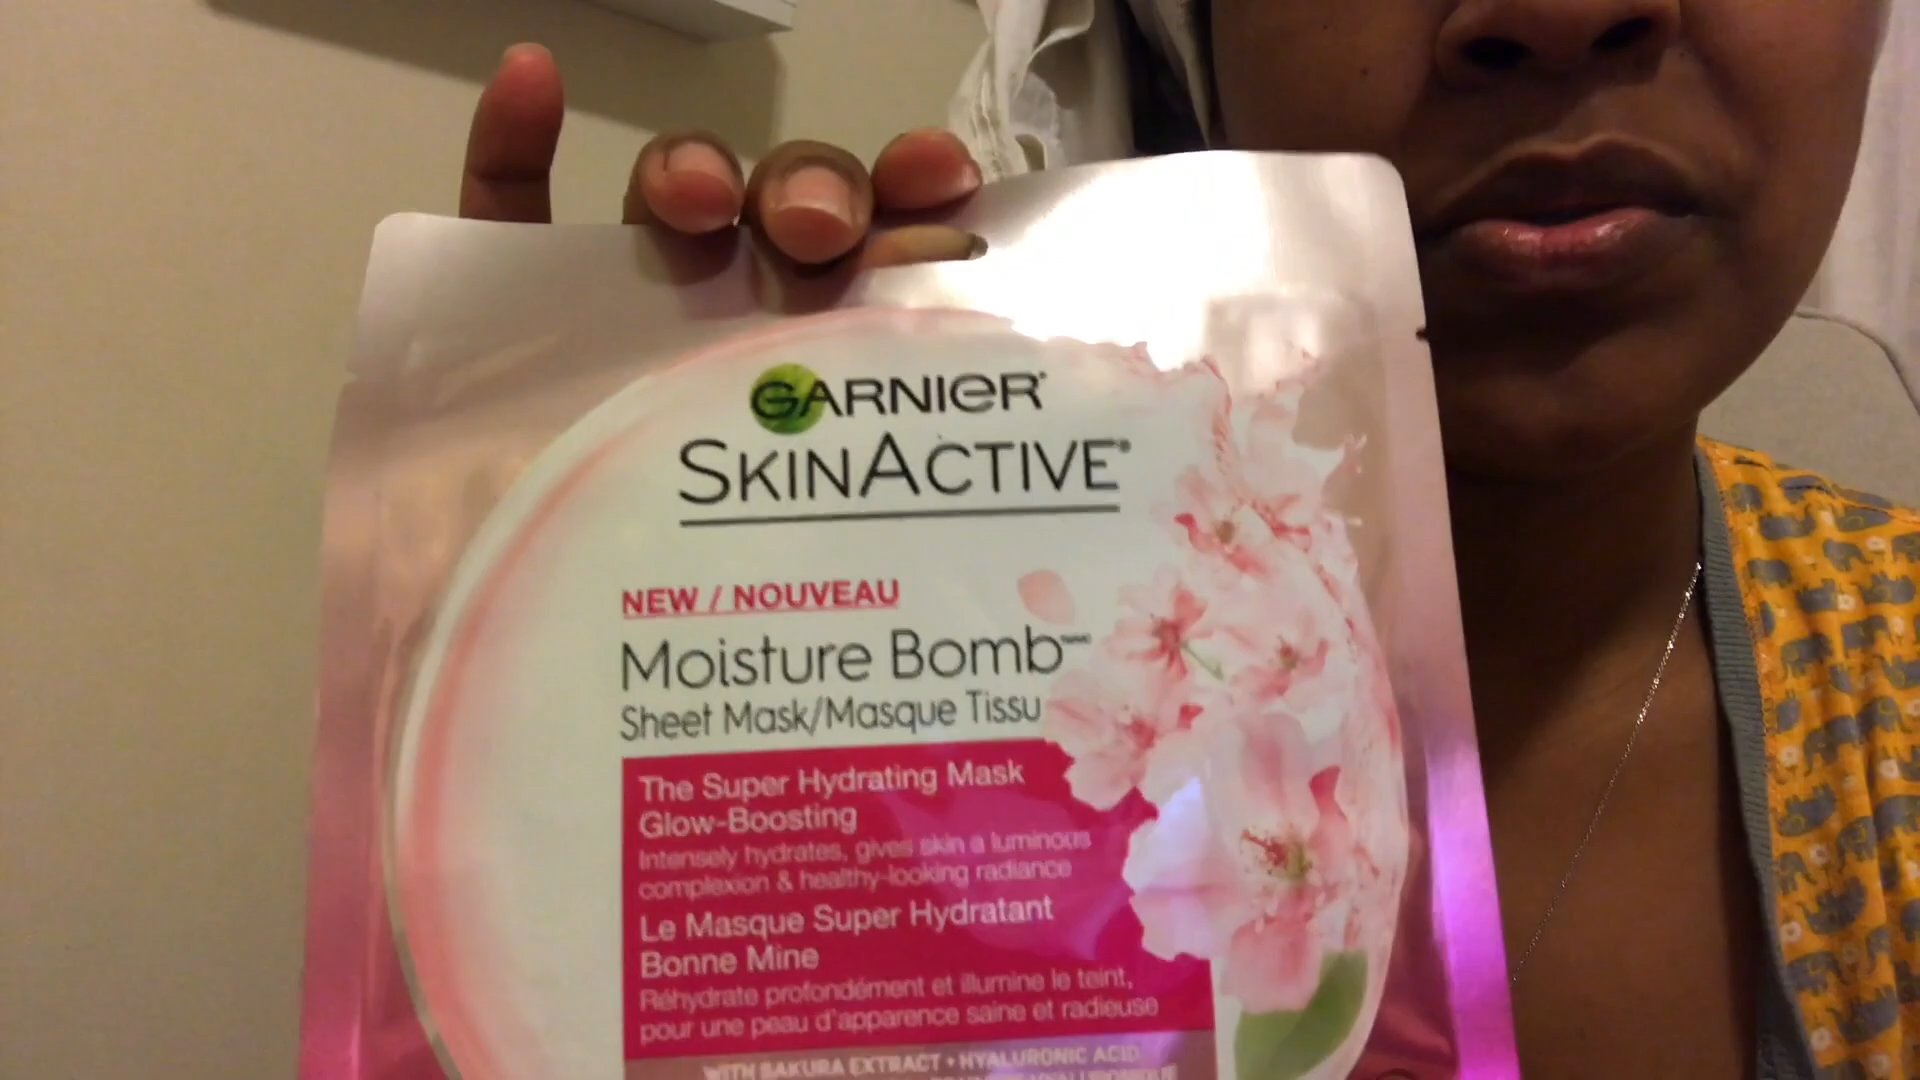 GARNIER
SKINACTIVE®
NEW / NOUVEAU
Moisture Bomb
Sheet Mask/Masque Tissu
The Super Hydrating Mask
Glow-Boosting
Intensely hydrates, gives skin a luminous
complexion & healthy-looking radiance
Le Masque Super Hydratant
Bonne Mine
Réhydrate profondément et illumine le teint,
pour une peau d'apparence saine et radieuse
WITH SAKURA EXTRACT + HYALURONIC ACID